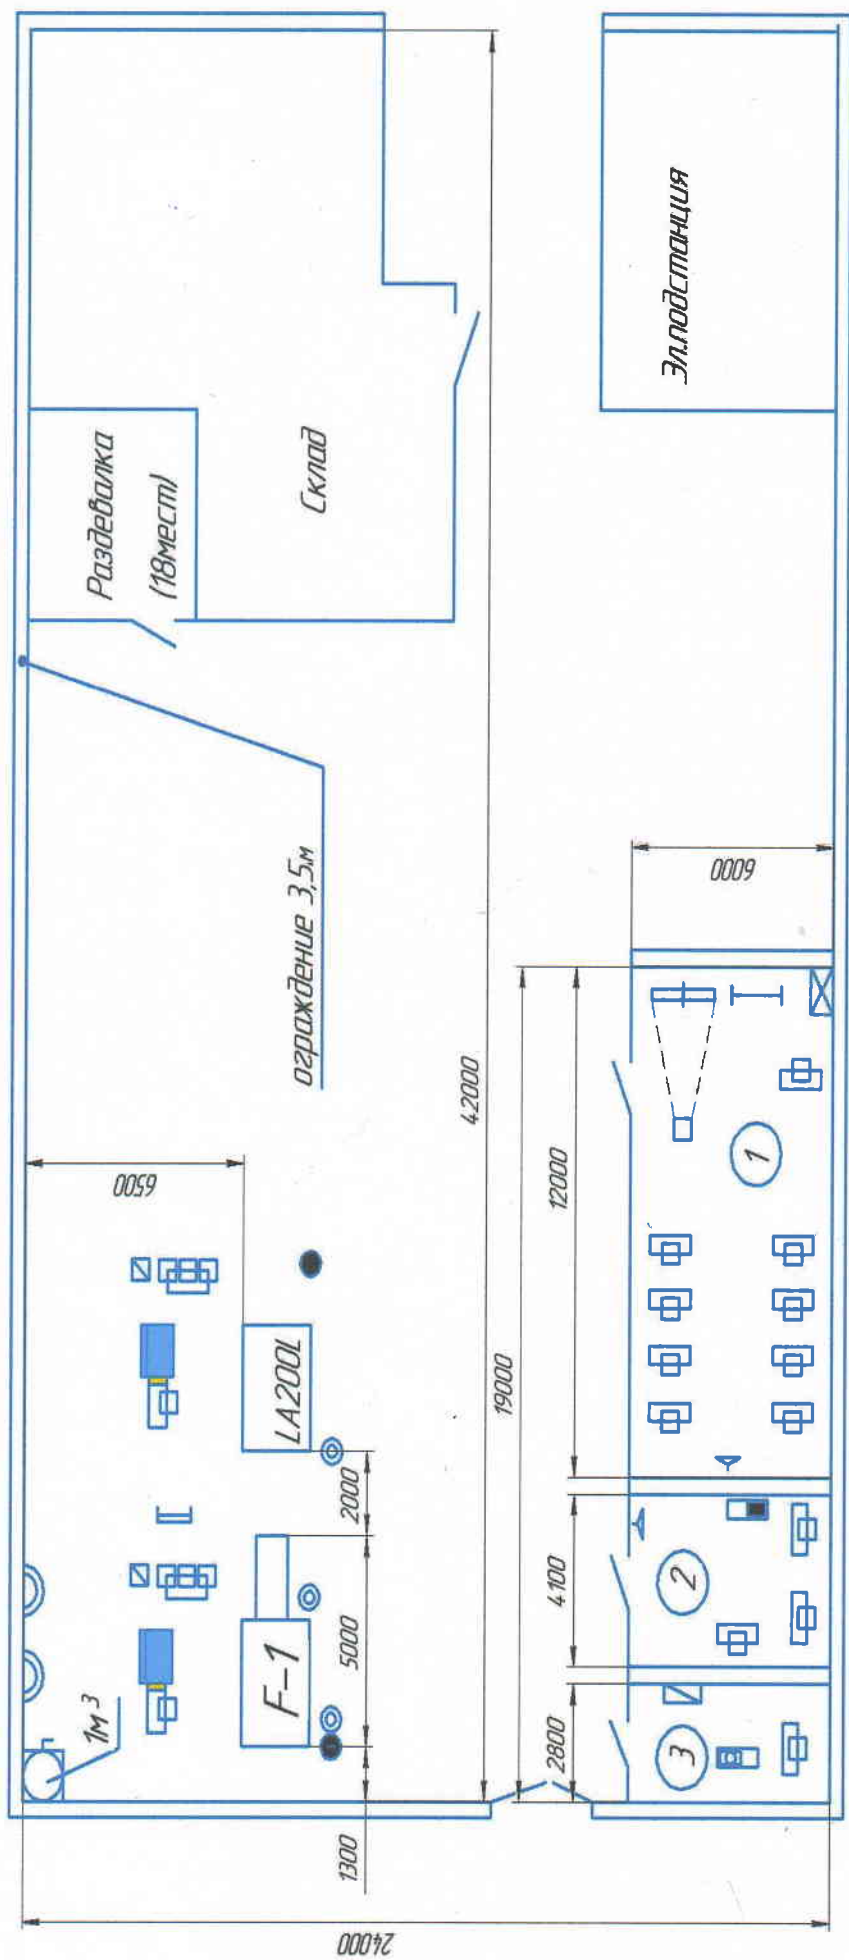 24000
1300
1м³
F-1
5000
2000
LA200L
6500
ограждение 3,5м
Раздевалка
(18мест)
Склад
42000
19000
2800
4100
12000
6000
3
2
1
Эл.подстанция